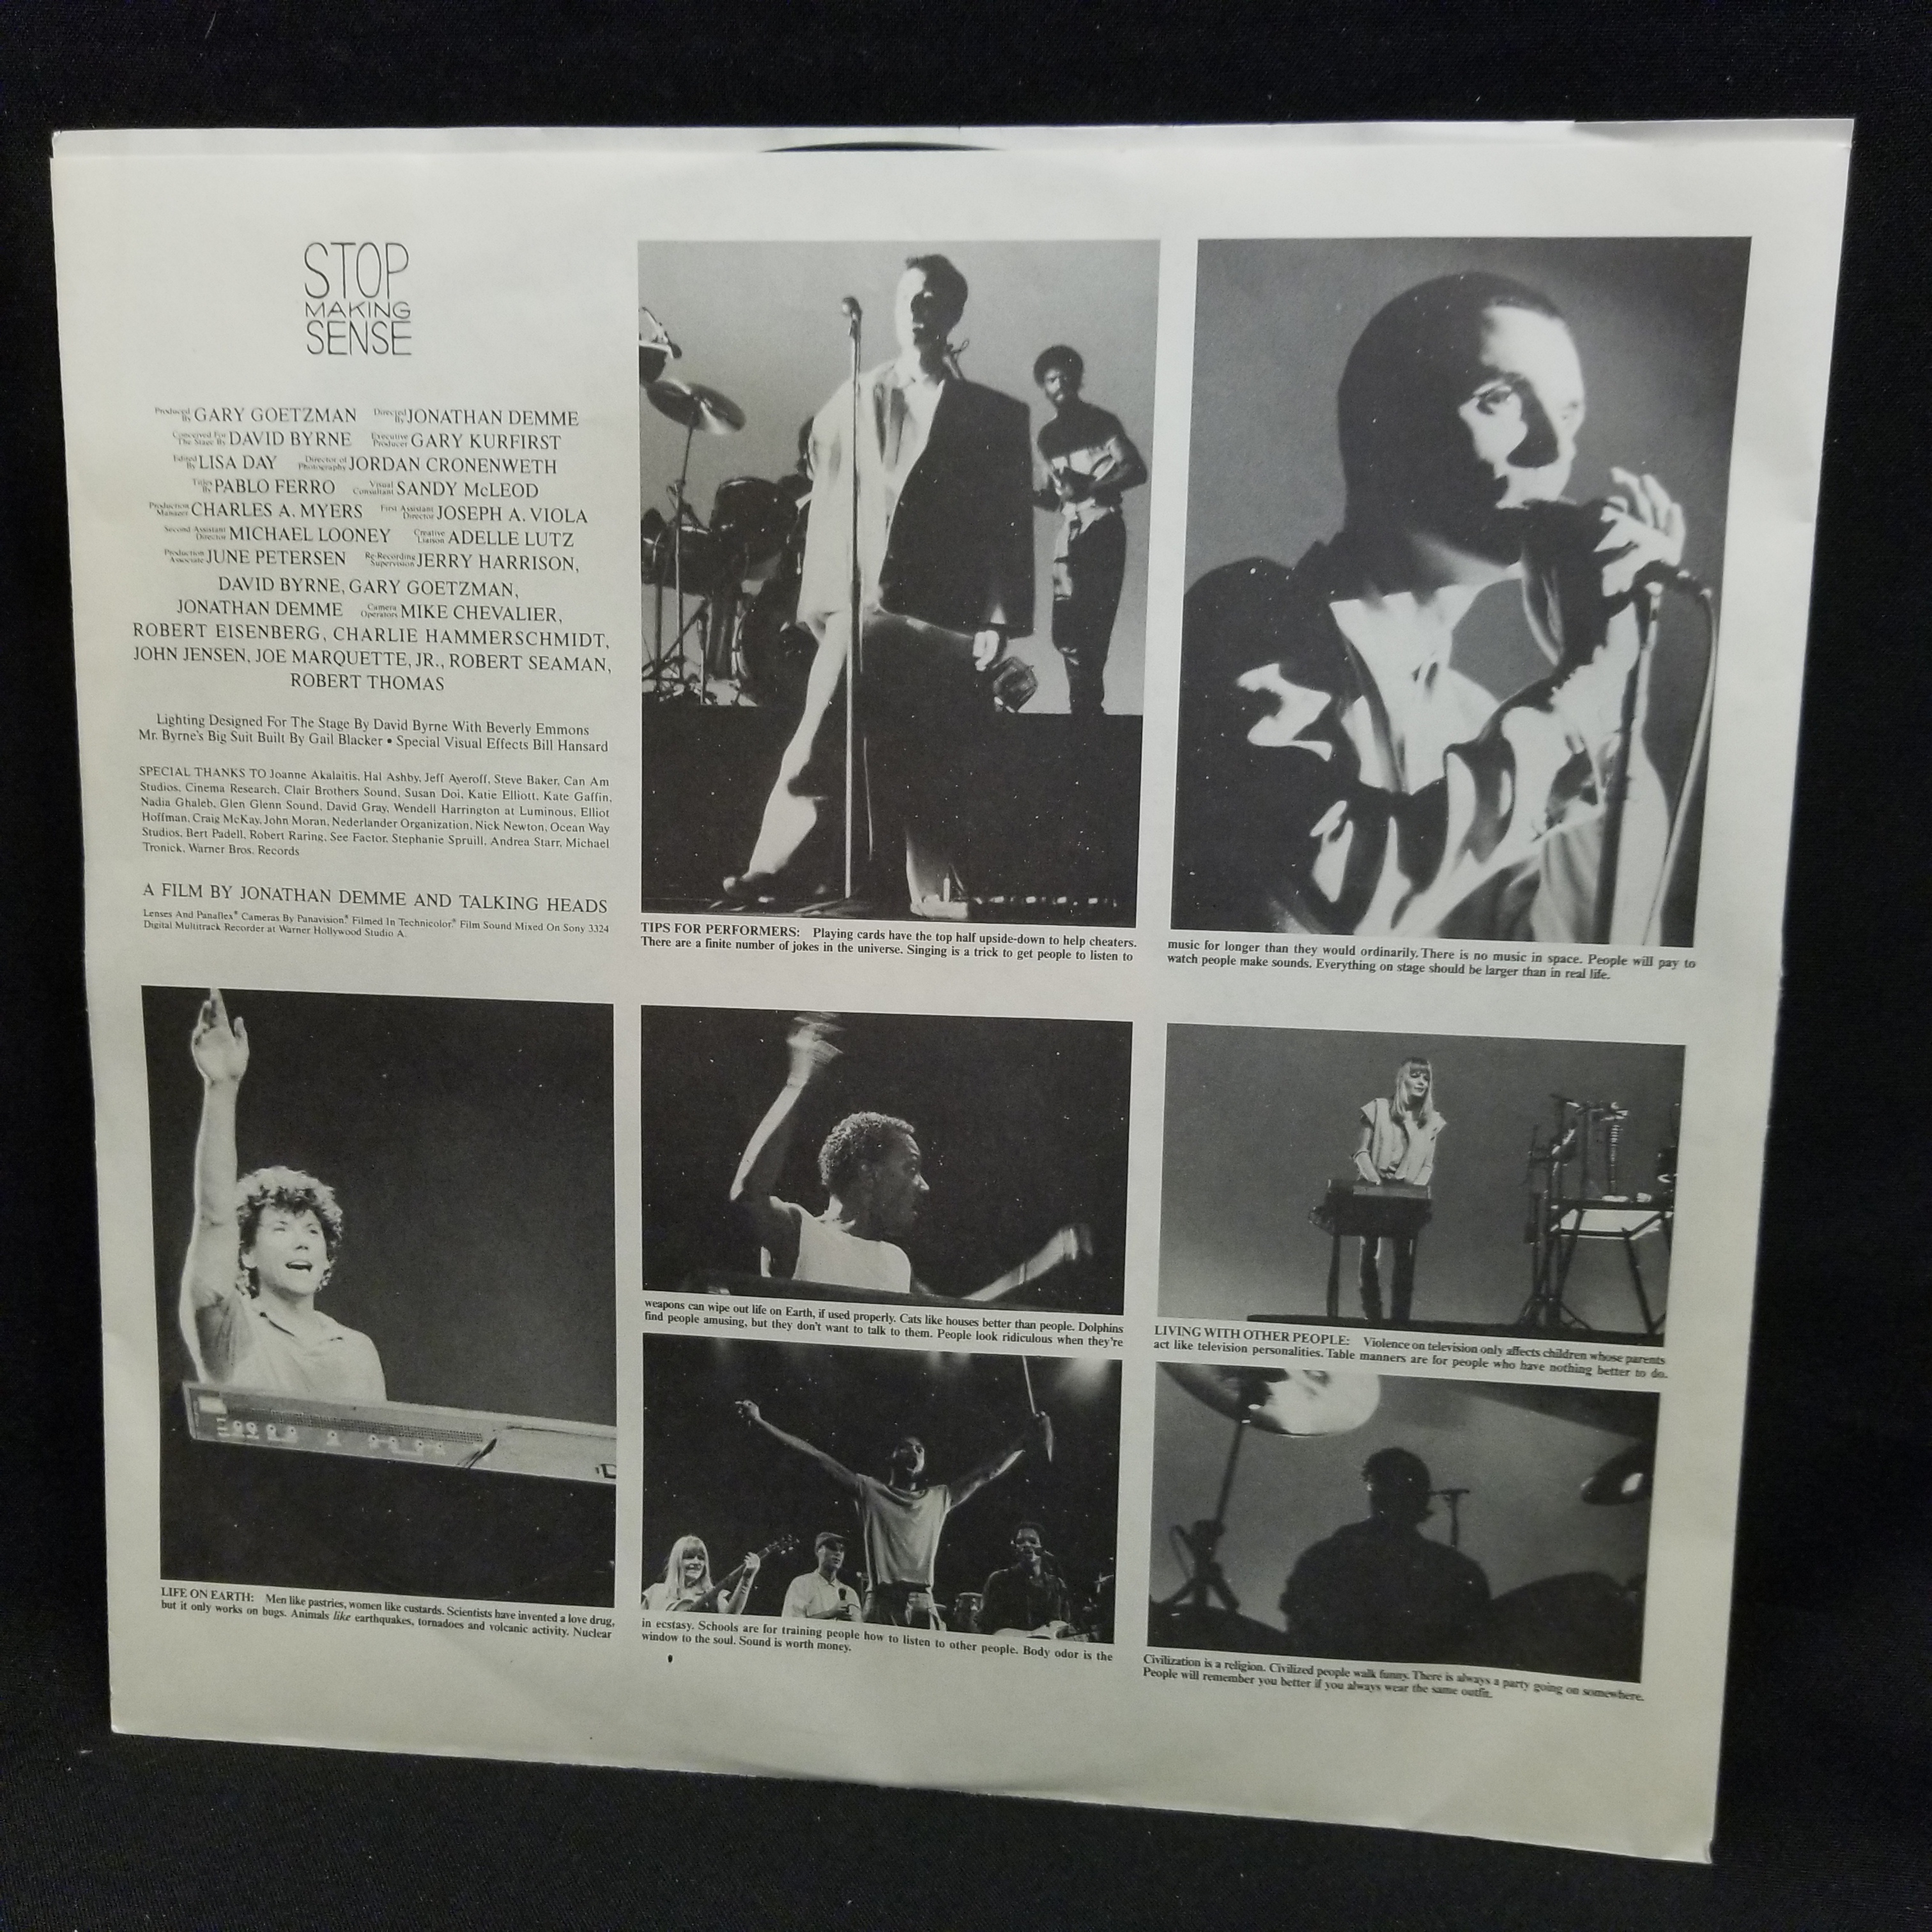 STOP
MAKING
SENSE
Produced By GARY GOETZMAN Directed By JONATHAN DEMME
Conceived For The Stage By DAVID BYRNE Executive Producer GARY KURFIRST
Edited By LISA DAY Director of Photography JORDAN CRONENWETH
Titles By PABLO FERRO Visual Consultant SANDY McLEOD
Production Manager CHARLES A. MYERS First Assistant Director JOSEPH A. VIOLA
Second Assistant Director MICHAEL LOONEY Creative Liaison ADELLE LUTZ
Production Associate JUNE PETERSEN Re-Recording Supervision JERRY HARRISON,
DAVID BYRNE, GARY GOETZMAN,
JONATHAN DEMME Camera Operators MIKE CHEVALIER,
ROBERT EISENBERG, CHARLIE HAMMERSCHMIDT,
JOHN JENSEN, JOE MARQUETTE, JR., ROBERT SEAMAN,
ROBERT THOMAS
Lighting Designed For The Stage By David Byrne With Beverly Emmons
Mr. Byrne's Big Suit Built By Gail Blacker • Special Visual Effects Bill Hansard
SPECIAL THANKS TO Joanne Akalaitis, Hal Ashby, Jeff Ayeroff, Steve Baker, Can Am
Studios, Cinema Research, Clair Brothers Sound, Susan Doi, Katie Elliott, Kate Gaffin,
Nadia Ghaleb, Glen Glenn Sound, David Gray, Wendell Harrington at Luminous, Elliot
Hoffman, Craig McKay, John Moran, Nederlander Organization, Nick Newton, Ocean Way
Studios, Bert Padell, Robert Raring, See Factor, Stephanie Spruill, Andrea Starr, Michael
Tronick, Warner Bros. Records
A FILM BY JONATHAN DEMME AND TALKING HEADS
Lenses And Panaflex® Cameras By Panavision.® Filmed In Technicolor.® Film Sound Mixed On Sony 3324
Digital Multitrack Recorder at Warner Hollywood Studio A.
TIPS FOR PERFORMERS: Playing cards have the top half upside-down to help cheaters.
There are a finite number of jokes in the universe. Singing is a trick to get people to listen to
music for longer than they would ordinarily. There is no music in space. People will pay to
watch people make sounds. Everything on stage should be larger than in real life.
LIFE ON EARTH: Men like pastries, women like custards. Scientists have invented a love drug,
but it only works on bugs. Animals like earthquakes, tornadoes and volcanic activity. Nuclear
weapons can wipe out life on Earth, if used properly. Cats like houses better than people. Dolphins
find people amusing, but they don't want to talk to them. People look ridiculous when they're
in ecstasy. Schools are for training people how to listen to other people. Body odor is the
window to the soul. Sound is worth money.
LIVING WITH OTHER PEOPLE: Violence on television only affects children whose parents
act like television personalities. Table manners are for people who have nothing better to do.
Civilization is a religion. Civilized people walk funny. There is always a party going on somewhere.
People will remember you better if you always wear the same outfit.